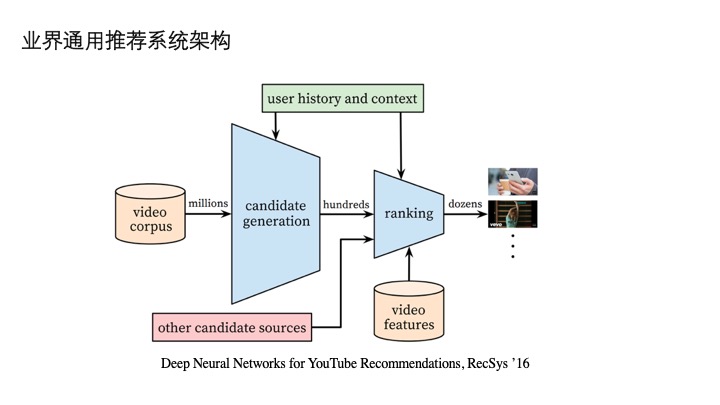 业界通用推荐系统架构
user history and context
millions
video
corpus
candidate
generation
hundreds
ranking
dozens
vevo
other candidate sources
video
features
Deep Neural Networks for YouTube Recommendations, RecSys ’16